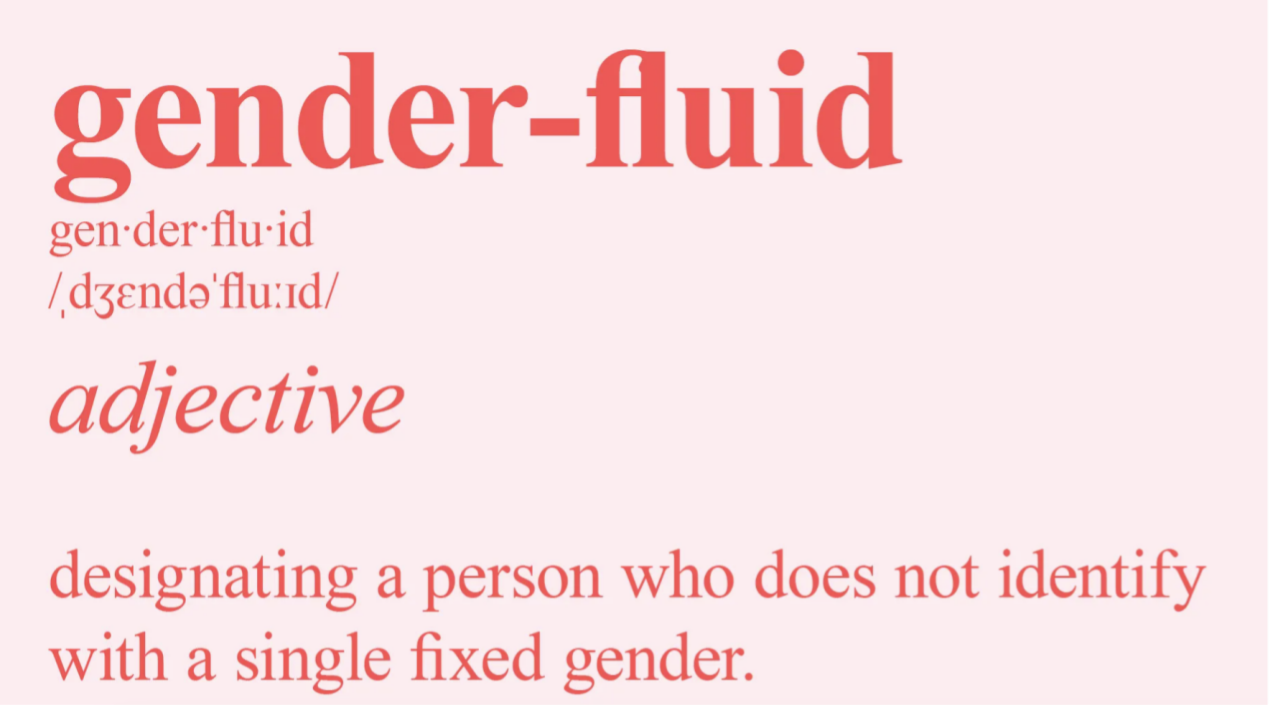 gender-fluid
gen·der·flu·id
/ˌdʒɛndəˈfluːɪd/
adjective
designating a person who does not identify
with a single fixed gender.